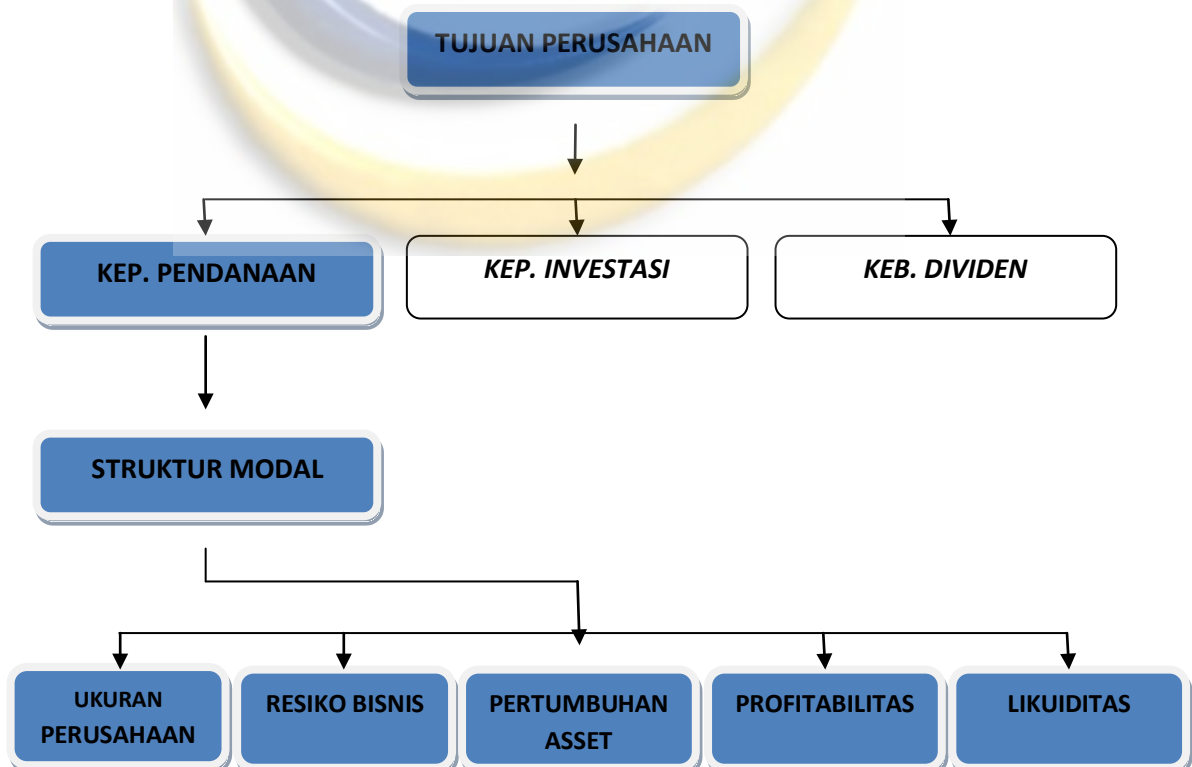 TUJUAN PERUSAHAAN
KEP. PENDANAAN
KEP. INVESTASI
KEB. DIVIDEN
STRUKTUR MODAL
UKURAN
PERUSAHAAN
RESIKO BISNIS
PERTUMBUHAN
ASSET
PROFITABILITAS
LIKUIDITAS